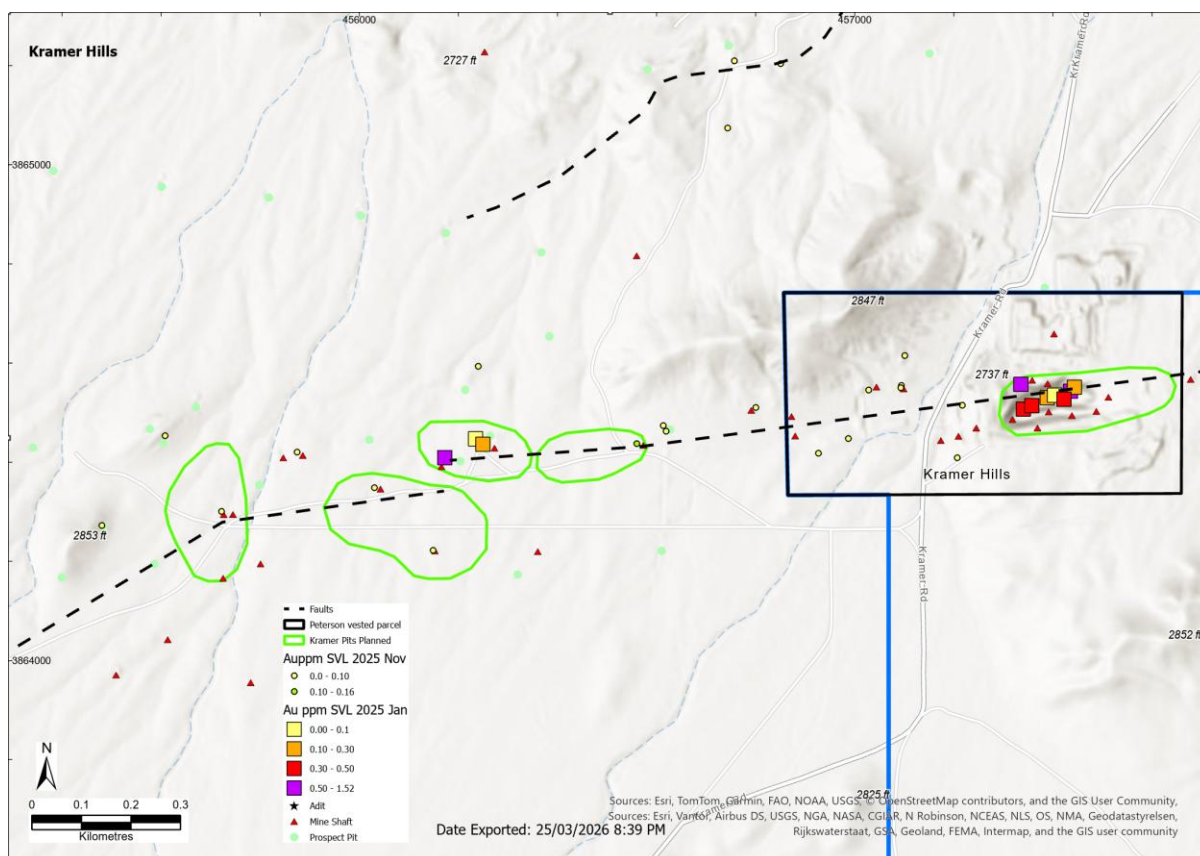 456000
457000
Kramer Hills
2727 ft
Kramer Rd
3865000
2847 ft
Kramer Rd
2737 ft
Kramer Hills
2853 ft
Kramer Rd
Faults
Peterson vested parcel
Kramer Pits Planned
Auppm SVL 2025 Nov
0.0 - 0.10
0.10 - 0.16
Au ppm SVL 2025 Jan
0.00 - 0.1
0.10 - 0.30
0.30 - 0.50
0.50 - 1.52
Adit
Mine Shaft
Prospect Pit
2852 ft
3864000
N
0 0.1 0.2 0.3
Kilometres
2825 ft
Kramer Rd
Date Exported: 25/03/2026 8:39 PM
Sources: Esri, TomTom, Garmin, FAO, NOAA, USGS, © OpenStreetMap contributors, and the GIS User Community,
Sources: Esri, Vantor, Airbus DS, USGS, NGA, NASA, CGIAR, N Robinson, NCEAS, NLS, OS, NMA, Geodatastyrelsen,
Rijkswaterstaat, GSA, Geoland, FEMA, Intermap, and the GIS user community